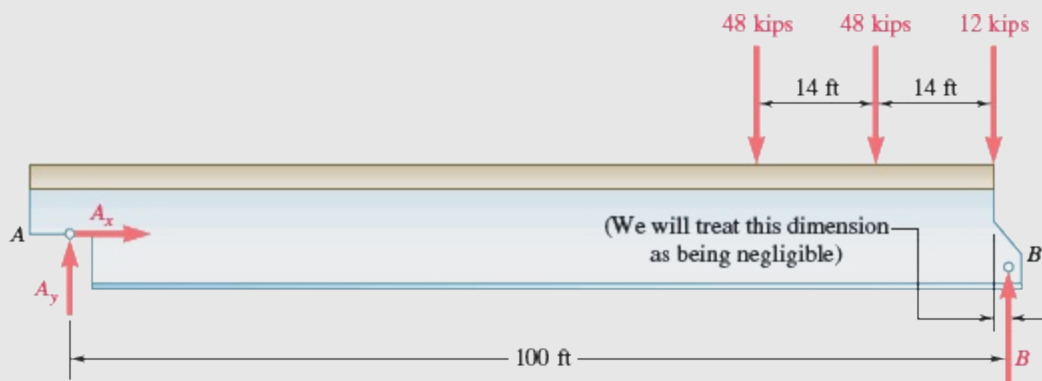 48 kips 48 kips 12 kips
14 ft 14 ft
A
Aₓ
(We will treat this dimension
as being negligible)
B
Aᵧ
100 ft
B